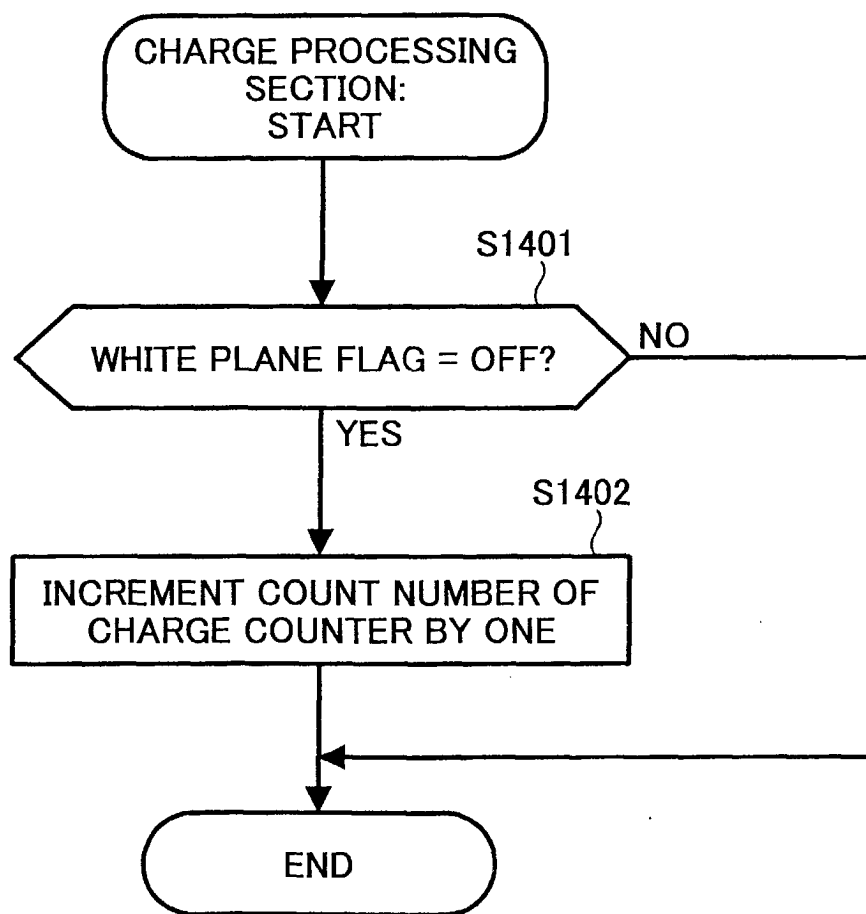 CHARGE PROCESSING
SECTION:
START
S1401
WHITE PLANE FLAG = OFF?
NO
YES
S1402
INCREMENT COUNT NUMBER OF
CHARGE COUNTER BY ONE
END